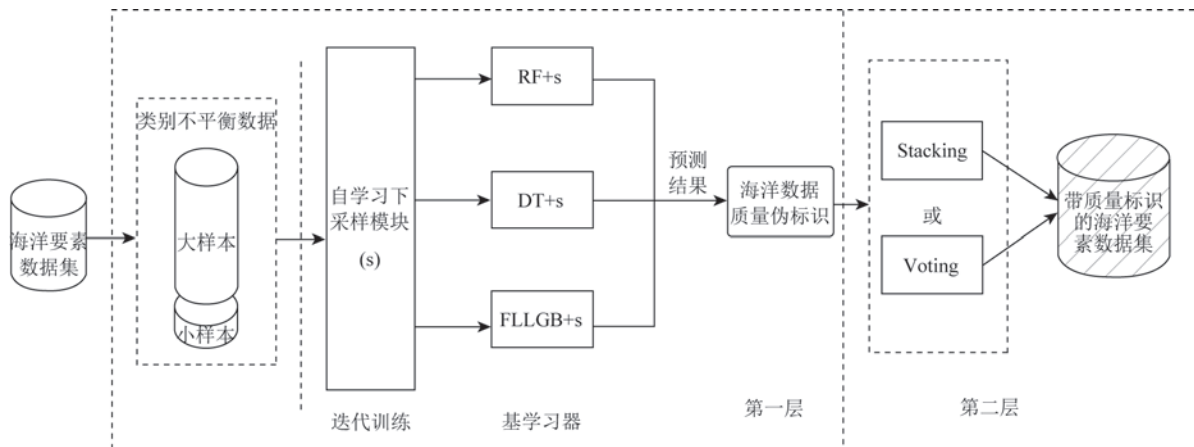 海洋要素
数据集
类别不平衡数据
大样本
小样本
自学习下
采样模块
(s)
迭代训练
RF+s
DT+s
FLLGB+s
基学习器
预测
结果
海洋数据
质量伪标识
第一层
Stacking
或
Voting
第二层
带质量标识
的海洋要
素数据集